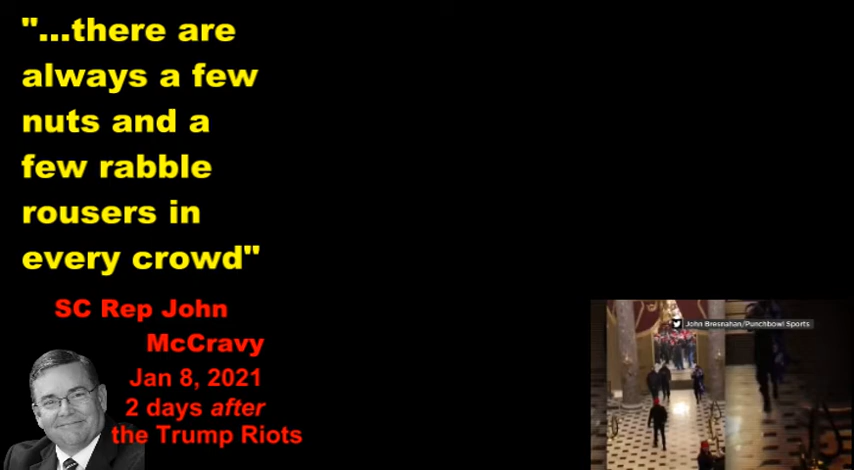 "...there are
always a few
nuts and a
few rabble
rousers in
every crowd"
SC Rep John
McCravy
Jan 8, 2021
2 days after
the Trump Riots
John Bresnahan/Punchbowl Sports